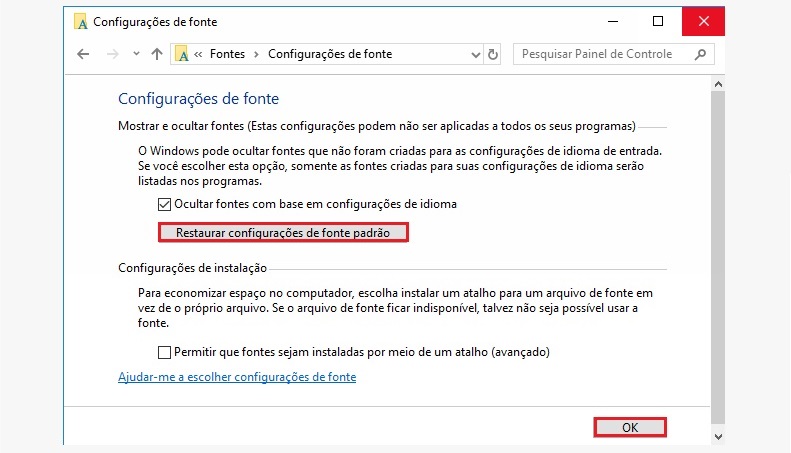 Configurações de fonte
« Fontes > Configurações de fonte
Pesquisar Painel de Controle
Configurações de fonte
Mostrar e ocultar fontes (Estas configurações podem não ser aplicadas a todos os seus programas)
O Windows pode ocultar fontes que não foram criadas para as configurações de idioma de entrada.
Se você escolher esta opção, somente as fontes criadas para suas configurações de idioma serão
listadas nos programas.
Ocultar fontes com base em configurações de idioma
Restaurar configurações de fonte padrão
Configurações de instalação
Para economizar espaço no computador, escolha instalar um atalho para um arquivo de fonte em
vez de o próprio arquivo. Se o arquivo de fonte ficar indisponível, talvez não seja possível usar a
fonte.
Permitir que fontes sejam instaladas por meio de um atalho (avançado)
Ajudar-me a escolher configurações de fonte
OK